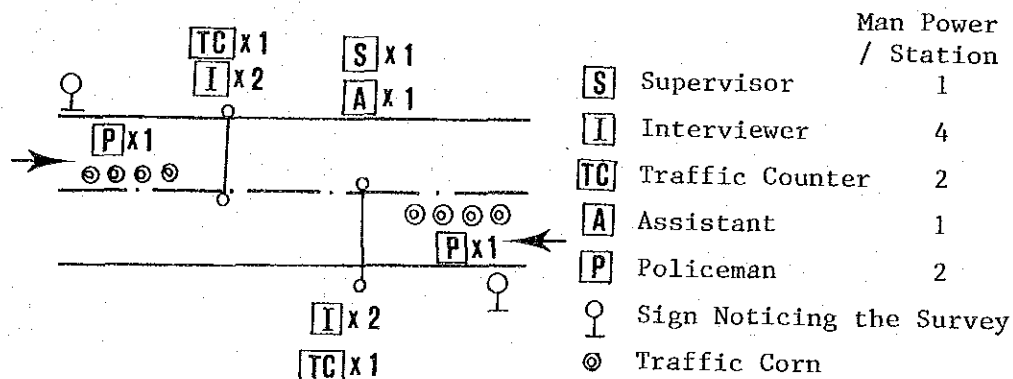 TC X 1
I X 2
S X 1
A X 1
P X 1
P X 1
I X 2
TC X 1
Man Power
/ Station
S Supervisor 1
I Interviewer 4
TC Traffic Counter 2
A Assistant 1
P Policeman 2
Sign Noticing the Survey
Traffic Corn